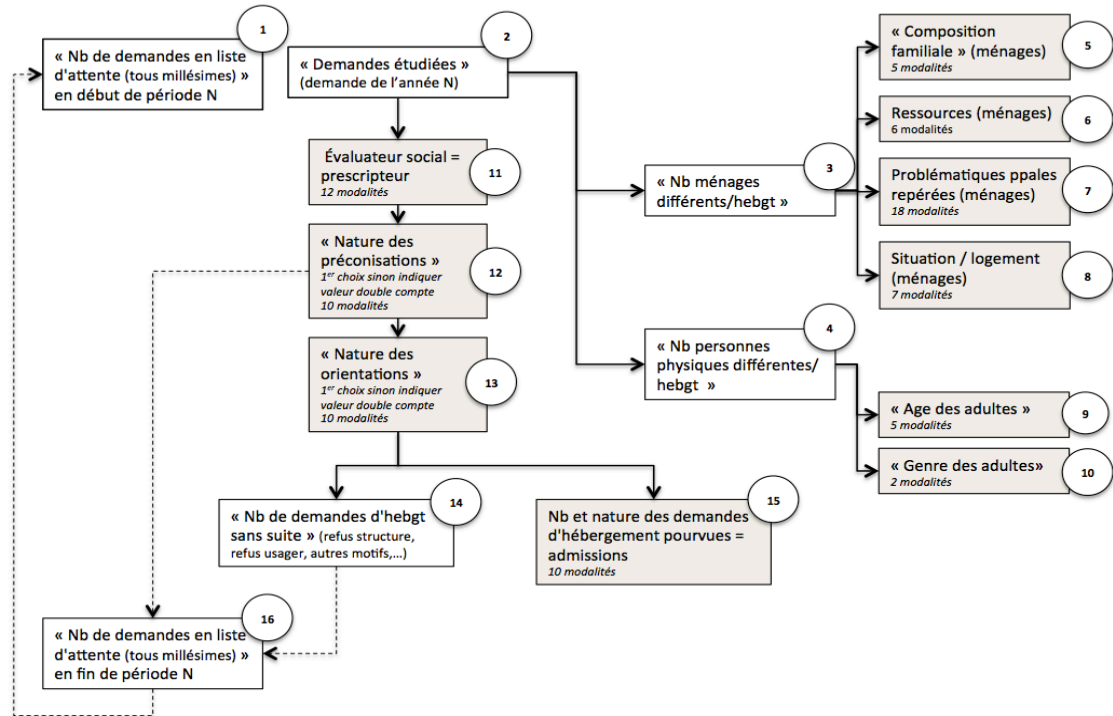 1
« Nb de demandes en liste
d'attente (tous millésimes) »
en début de période N
2
« Demandes étudiées »
(demande de l'année N)
11
Évaluateur social =
prescripteur
12 modalités
12
« Nature des
préconisations »
1er choix sinon indiquer
valeur double compte
10 modalités
13
« Nature des
orientations »
1er choix sinon indiquer
valeur double compte
10 modalités
3
« Nb ménages
différents/hebgt »
4
« Nb personnes
physiques différentes/
hebgt »
5
« Composition
familiale » (ménages)
5 modalités
6
Ressources (ménages)
6 modalités
7
Problématiques ppales
repérées (ménages)
18 modalités
8
Situation / logement
(ménages)
7 modalités
9
« Age des adultes »
5 modalités
10
« Genre des adultes»
2 modalités
14
« Nb de demandes d'hebgt
sans suite » (refus structure,
refus usager, autres motifs,...)
15
Nb et nature des demandes
d'hébergement pourvues =
admissions
10 modalités
16
« Nb de demandes en liste
d'attente (tous millésimes) »
en fin de période N